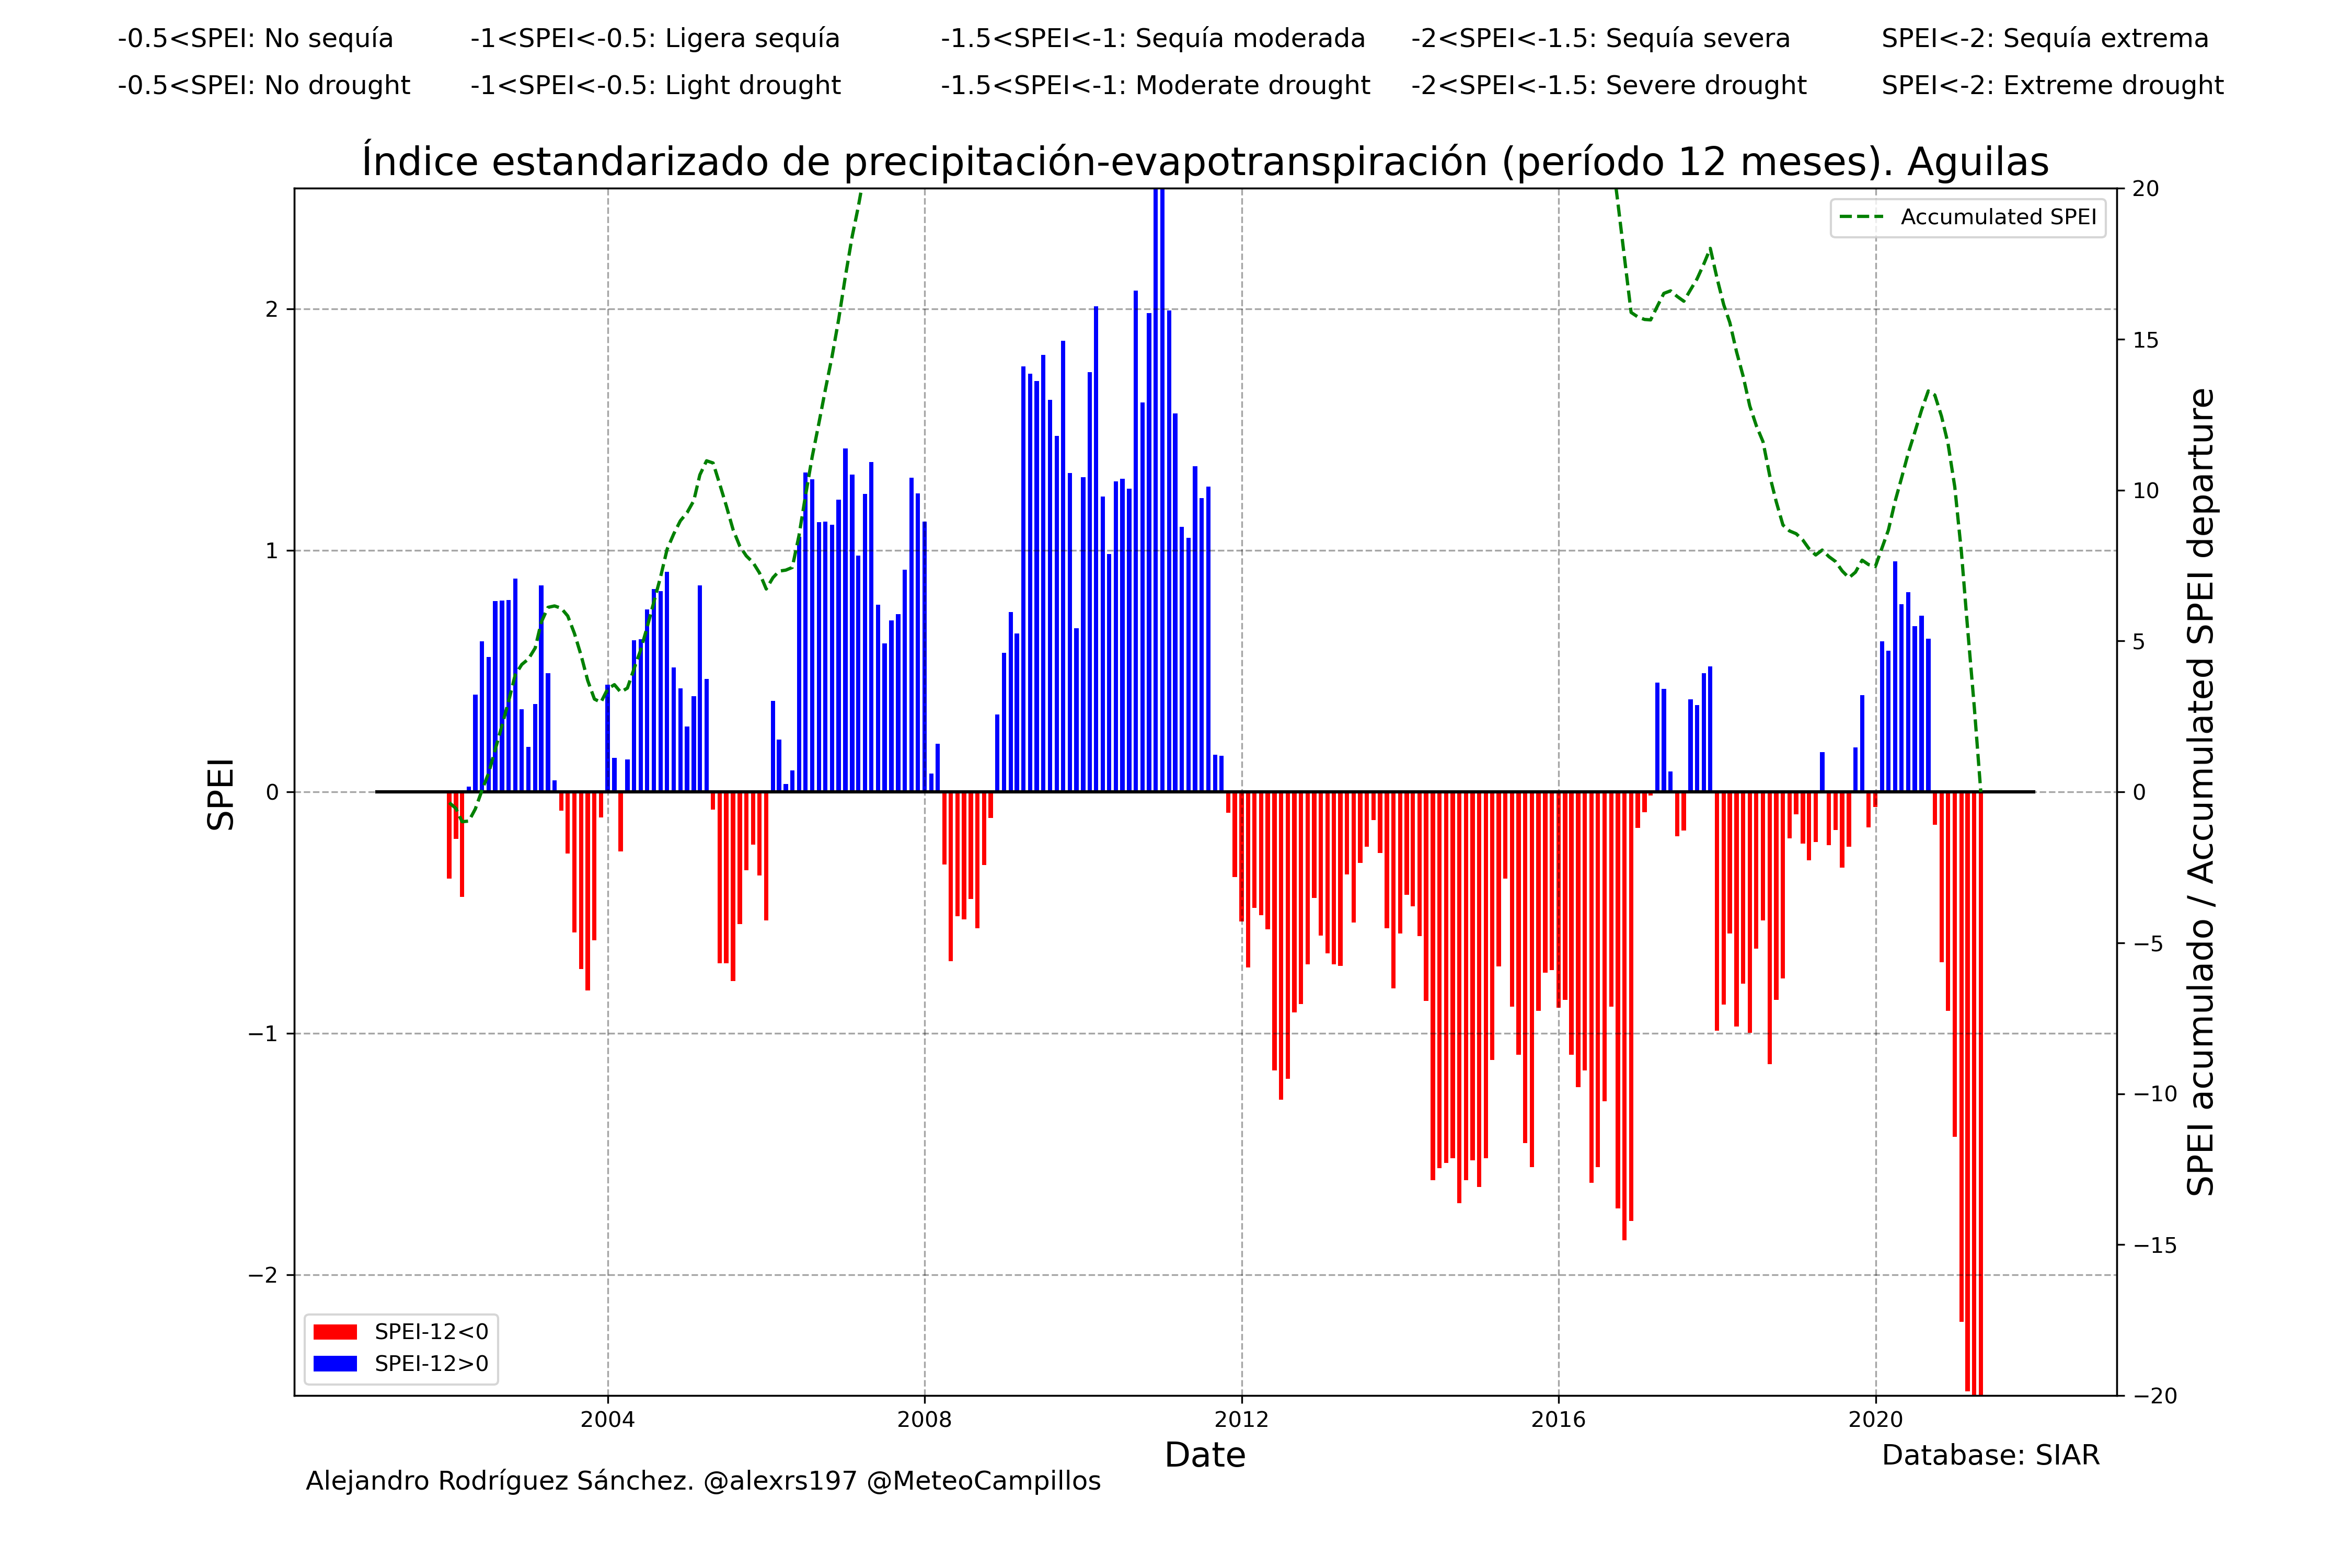 -0.5<SPEI: No sequía -1<SPEI<-0.5: Ligera sequía -1.5<SPEI<-1: Sequía moderada -2<SPEI<-1.5: Sequía severa SPEI<-2: Sequía extrema
-0.5<SPEI: No drought -1<SPEI<-0.5: Light drought -1.5<SPEI<-1: Moderate drought -2<SPEI<-1.5: Severe drought SPEI<-2: Extreme drought
Índice estandarizado de precipitación-evapotranspiración (período 12 meses). Aguilas
Accumulated SPEI
SPEI
2
1
0
−1
−2
20
15
10
5
0
−5
−10
−15
−20
SPEI acumulado / Accumulated SPEI departure
SPEI-12<0
SPEI-12>0
2004 2008 2012 2016 2020
Date
Database: SIAR
Alejandro Rodríguez Sánchez. @alexrs197 @MeteoCampillos